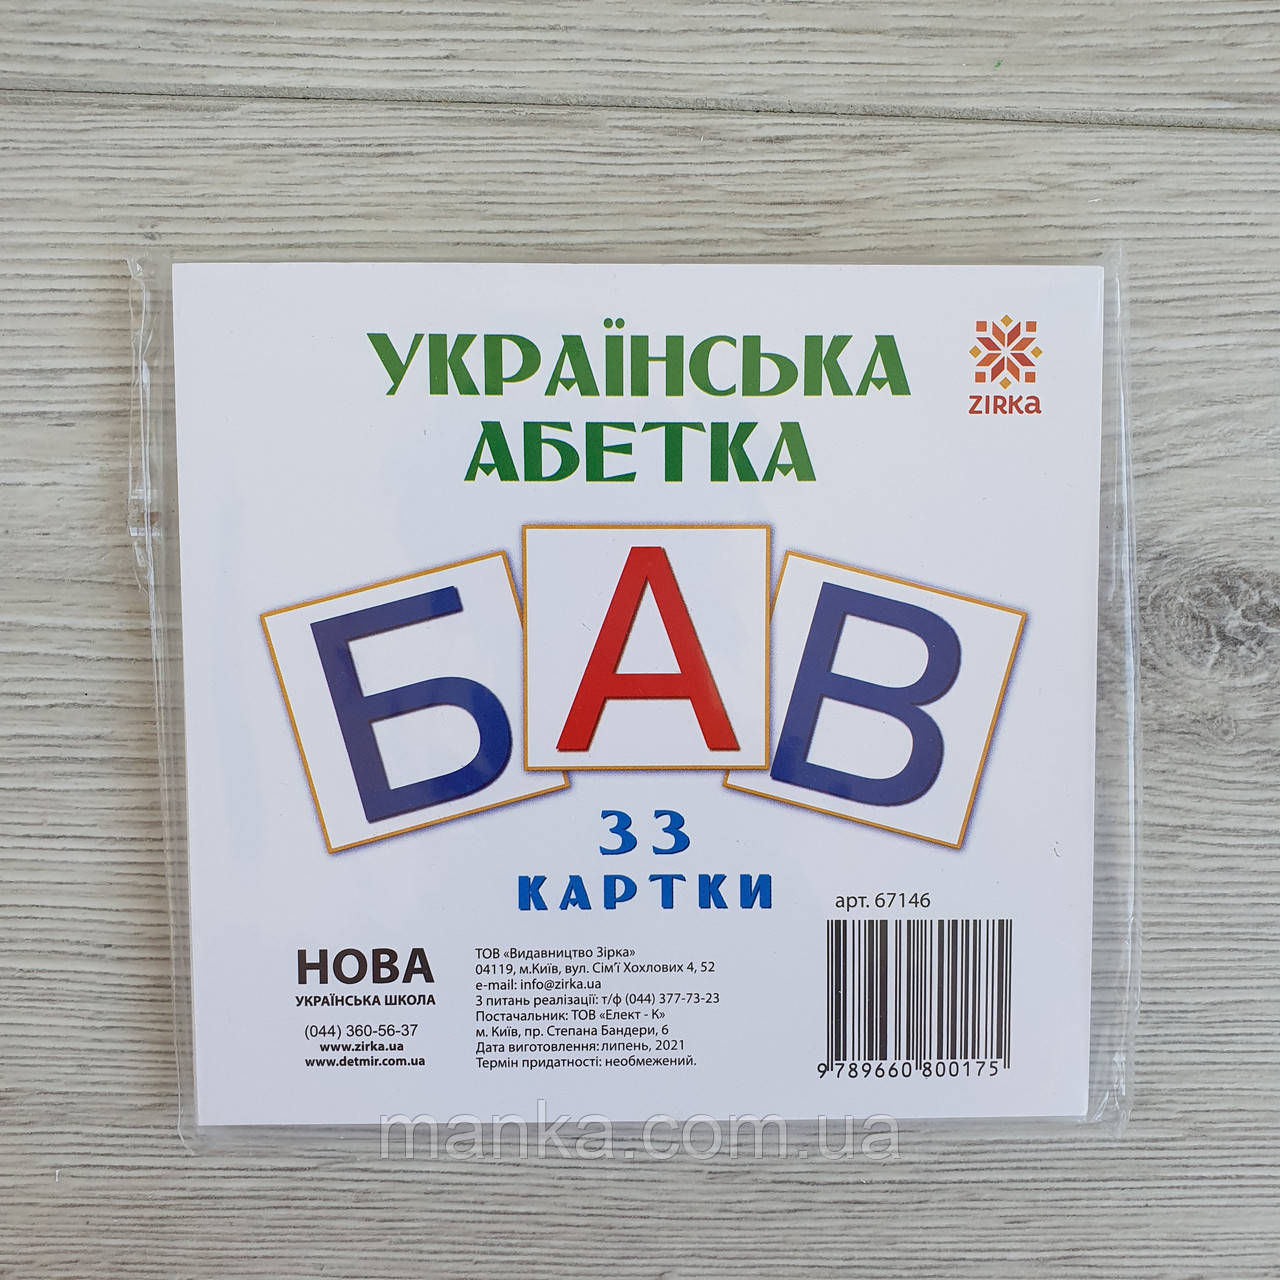 УКРАЇНСЬКА
АБЕТКА
ZIRKA
Б А В
33
КАРТКИ
арт. 67146
НОВА
УКРАЇНСЬКА ШКОЛА
(044) 360-56-37
www.zirka.ua
www.detmir.com.ua
ТОВ «Видавництво Зірка»
04119, м.Київ, вул. Сім’ї Хохлових 4, 52
e-mail: info@zirka.ua
З питань реалізації: т/ф (044) 377-73-23
Постачальник: ТОВ «Елект - К»
м. Київ, пр. Степана Бандери, 6
Дата виготовлення: липень, 2021
Термін придатності: необмежений.
9 789660 800175
manka.com.ua